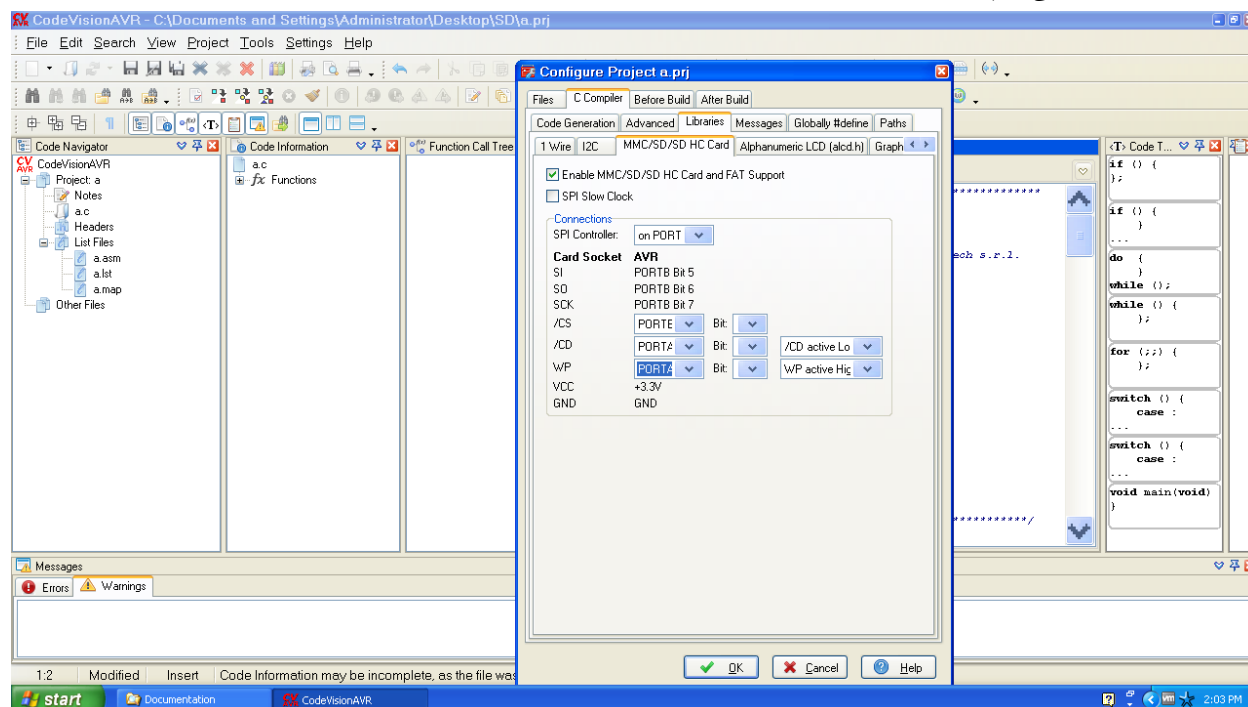 CodeVisionAVR - C:\Documents and Settings\Administrator\Desktop\SD\a.prj
File Edit Search View Project Tools Settings Help
Configure Project a.prj
Files C Compiler Before Build After Build
Code Generation Advanced Libraries Messages Globally #define Paths
1 Wire I2C MMC/SD/SD HC Card Alphanumeric LCD (alcd.h) Graph
Enable MMC/SD/SD HC Card and FAT Support
SPI Slow Clock
Connections
SPI Controller: on PORT
Card Socket AVR
SI PORTB Bit 5
SO PORTB Bit 6
SCK PORTB Bit 7
/CS PORTE Bit:
/CD PORTA Bit: /CD active Lo
WP PORTA Bit: WP active Hig
VCC +3.3V
GND GND
OK Cancel Help
Code Navigator
CodeVisionAVR
Project: a
Notes
a.c
Headers
List Files
a.asm
a.lst
a.map
Other Files
Code Information
a.c
fx Functions
Function Call Tree
************
ech s.r.l.
***********/
<T> Code T...
if () {
};
if () {
}
...
do {
}
while ();
while () {
};
for (;;) {
};
switch () {
case :
...
switch () {
case :
...
void main(void)
}
Messages
Errors Warnings
1:2 Modified Insert Code Information may be incomplete, as the file was
start Documentation CodeVisionAVR 2:03 PM